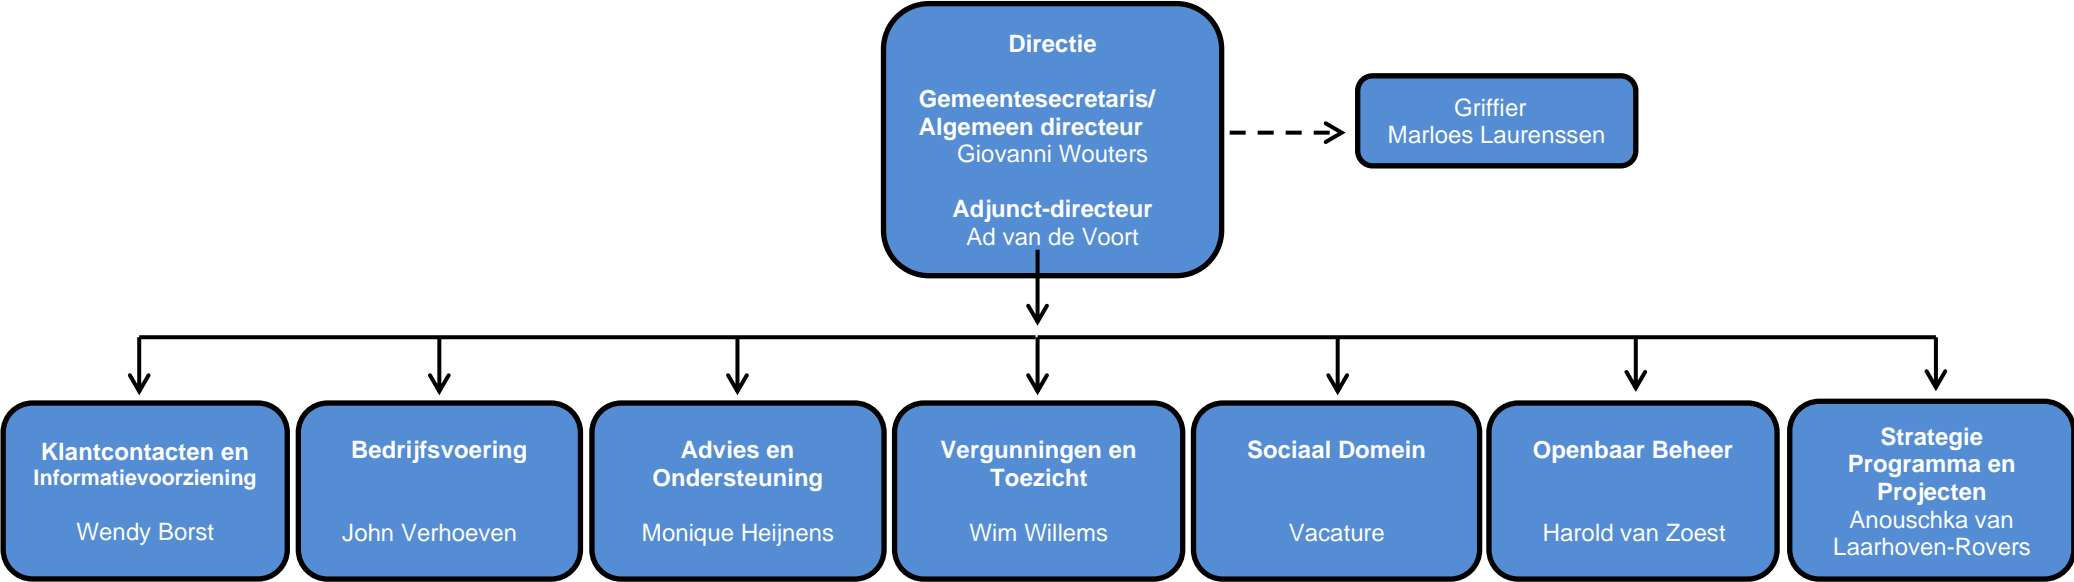 Directie
Gemeentesecretaris/
Algemeen directeur
Giovanni Wouters
Adjunct-directeur
Ad van de Voort
Griffier
Marloes Laurenssen
Klantcontacten en
Informatievoorziening
Wendy Borst
Bedrijfsvoering
John Verhoeven
Advies en
Ondersteuning
Monique Heijnens
Vergunningen en
Toezicht
Wim Willems
Sociaal Domein
Vacature
Openbaar Beheer
Harold van Zoest
Strategie
Programma en
Projecten
Anouschka van
Laarhoven-Rovers